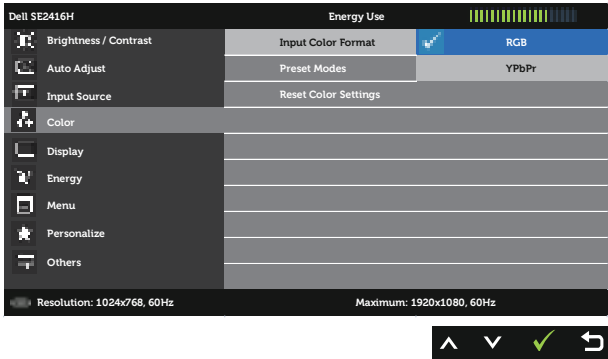 Dell SE2416H Energy Use
Brightness / Contrast Input Color Format RGB
Auto Adjust Preset Modes YPbPr
Input Source Reset Color Settings
Color
Display
Energy
Menu
Personalize
Others
Resolution: 1024x768, 60Hz Maximum: 1920x1080, 60Hz